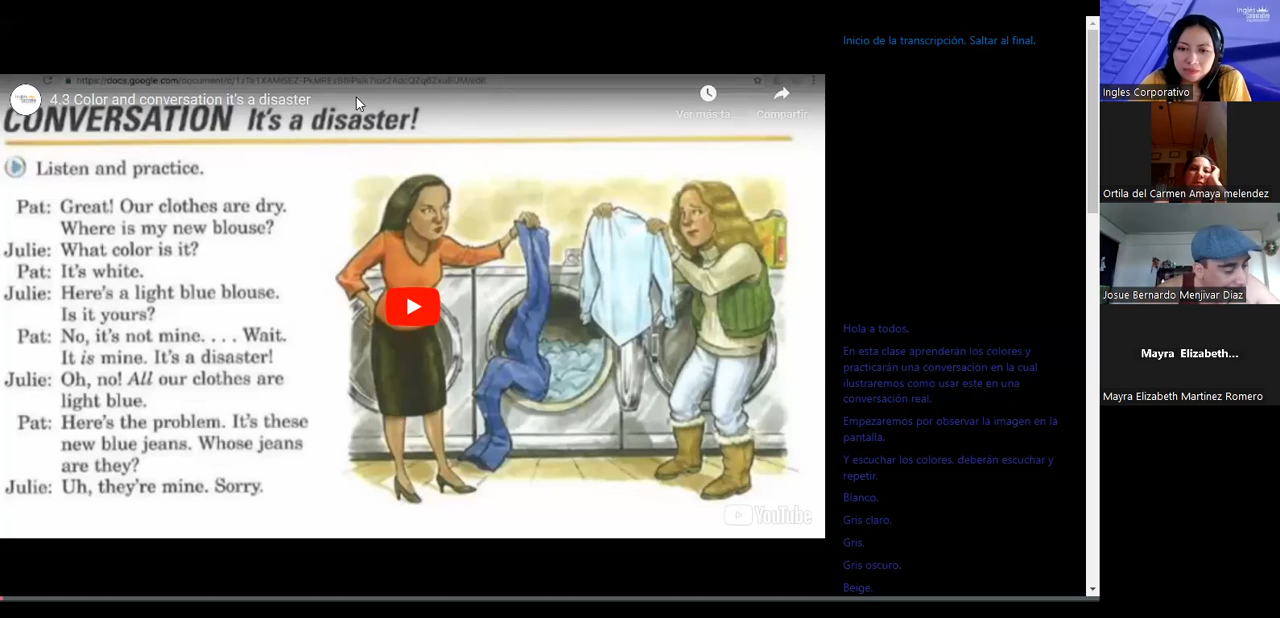 4.3 Color and conversation it's a disaster
Ver más ta...
Compartir
CONVERSATION It's a disaster!
Listen and practice.
Pat: Great! Our clothes are dry.
Where is my new blouse?
Julie: What color is it?
Pat: It's white.
Julie: Here's a light blue blouse.
Is it yours?
Pat: No, it's not mine. . . . Wait.
It is mine. It's a disaster!
Julie: Oh, no! All our clothes are
light blue.
Pat: Here's the problem. It's these
new blue jeans. Whose jeans
are they?
Julie: Uh, they're mine. Sorry.
YouTube
Inicio de la transcripción. Saltar al final.
Hola a todos.
En esta clase aprenderán los colores y
practicarán una conversación en la cual
ilustraremos como usar este en una
conversación real.
Empezaremos por observar la imagen en la
pantalla.
Y escuchar los colores. deberán escuchar y
repetir.
Blanco.
Gris claro.
Gris.
Gris oscuro.
Beige.
Ingles Corporativo
Ortila del Carmen Amaya melendez
Josue Bernardo Menjivar Diaz
Mayra Elizabeth...
Mayra Elizabeth Martinez Romero